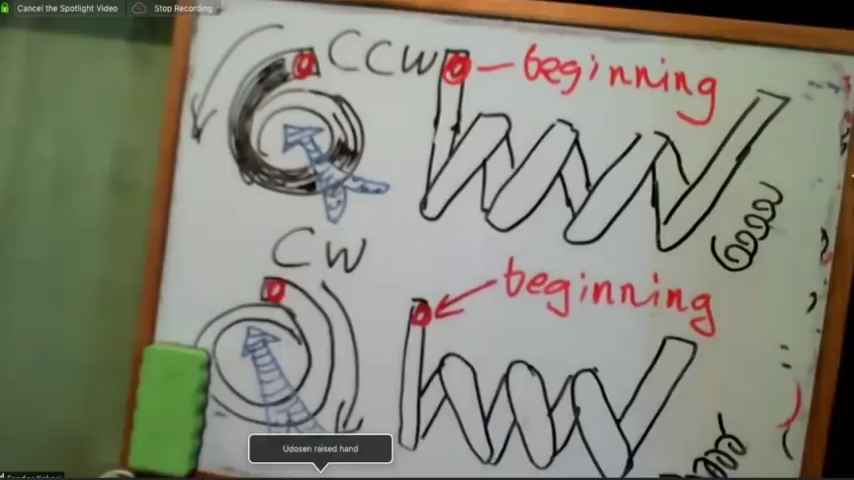 Cancel the Spotlight Video Stop Recording
CCW
beginning
CW
beginning
Udosen raised hand